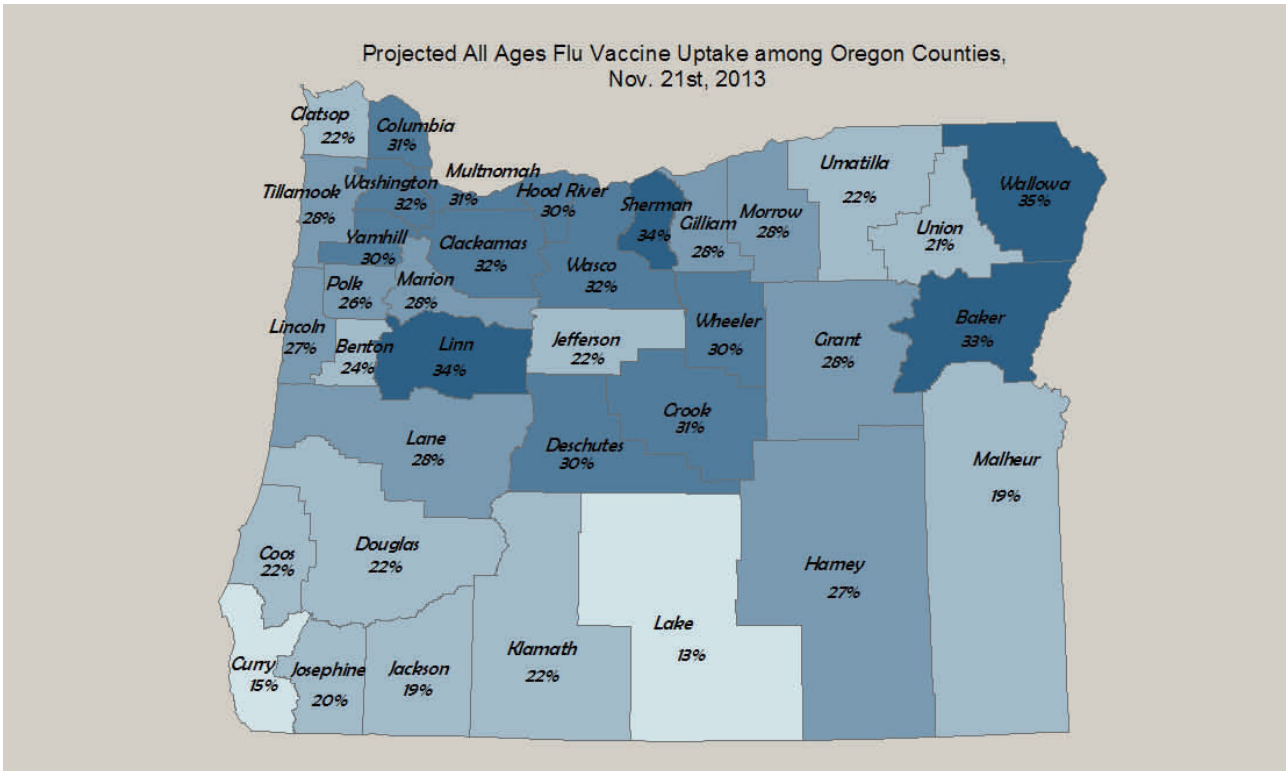 Projected All Ages Flu Vaccine Uptake among Oregon Counties,
Nov. 21st, 2013
Clatsop
22%
Columbia
31%
Tillamook
28%
Washington
32%
Multnomah
31%
Hood River
30%
Sherman
34%
Gilliam
28%
Morrow
28%
Umatilla
22%
Union
21%
Wallowa
35%
Yamhill
30%
Clackamas
32%
Wasco
32%
Polk
26%
Marion
28%
Lincoln
27%
Benton
24%
Linn
34%
Jefferson
22%
Wheeler
30%
Grant
28%
Baker
33%
Lane
28%
Deschutes
30%
Crook
31%
Malheur
19%
Coos
22%
Douglas
22%
Harney
27%
Curry
15%
Josephine
20%
Jackson
19%
Klamath
22%
Lake
13%